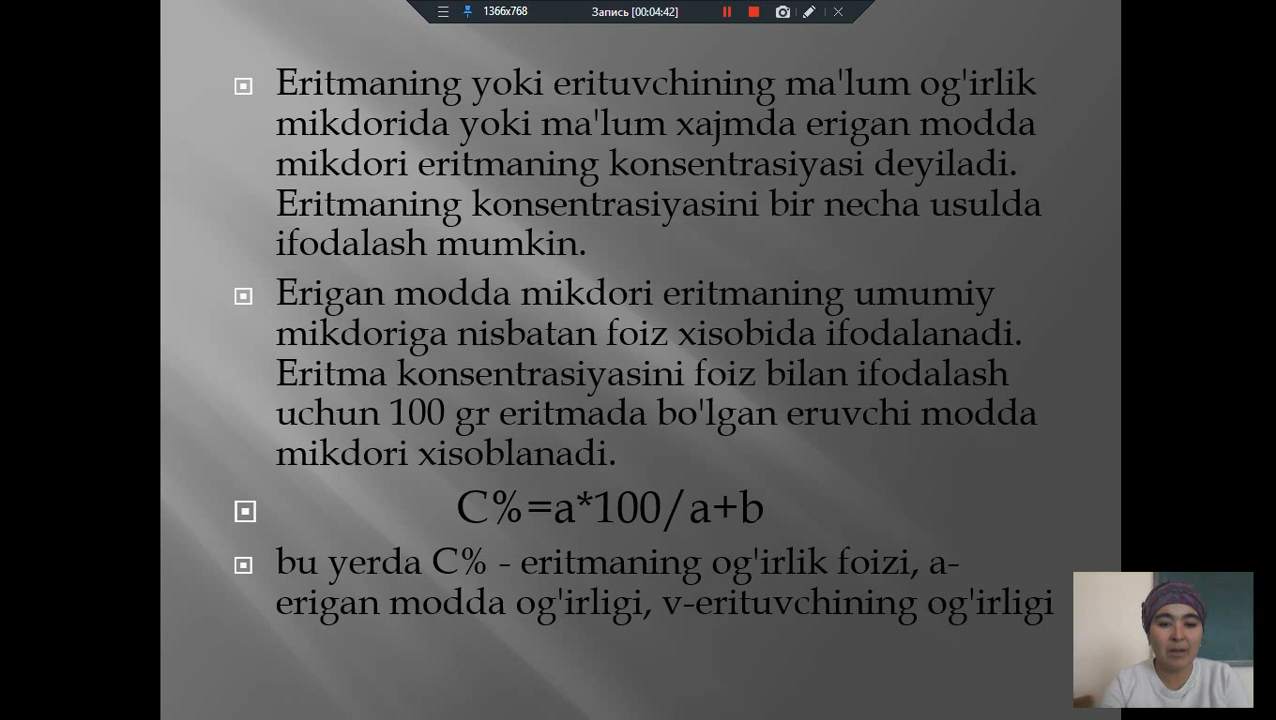 1366x768 Запись [00:04:42]
Eritmaning yoki erituvchining ma'lum og'irlik
mikdorida yoki ma'lum xajmda erigan modda
mikdori eritmaning konsentrasiyasi deyiladi.
Eritmaning konsentrasiyasini bir necha usulda
ifodalash mumkin.
Erigan modda mikdori eritmaning umumiy
mikdoriga nisbatan foiz xisobida ifodalanadi.
Eritma konsentrasiyasini foiz bilan ifodalash
uchun 100 gr eritmada bo'lgan eruvchi modda
mikdori xisoblanadi.
C%=a*100/a+b
bu yerda C% - eritmaning og'irlik foizi, a-
erigan modda og'irligi, v-erituvchining og'irligi